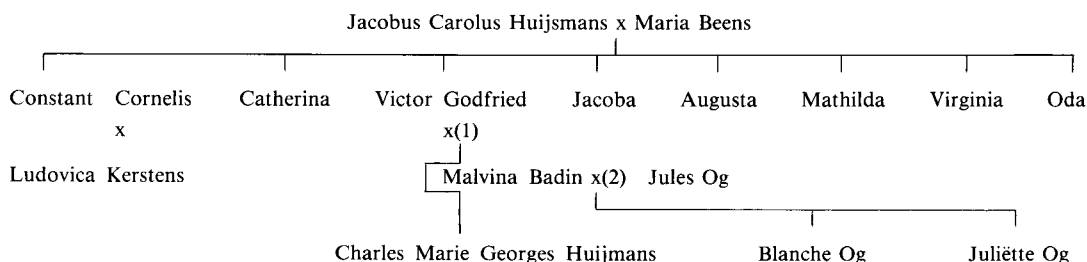 Jacobus Carolus Huijsmans x Maria Beens
Constant Cornelis Catherina Victor Godfried Jacoba Augusta Mathilda Virginia Oda
x x(1)
Ludovica Kerstens Malvina Badin x(2) Jules Og
Charles Marie Georges Huijmans Blanche Og Juliëtte Og